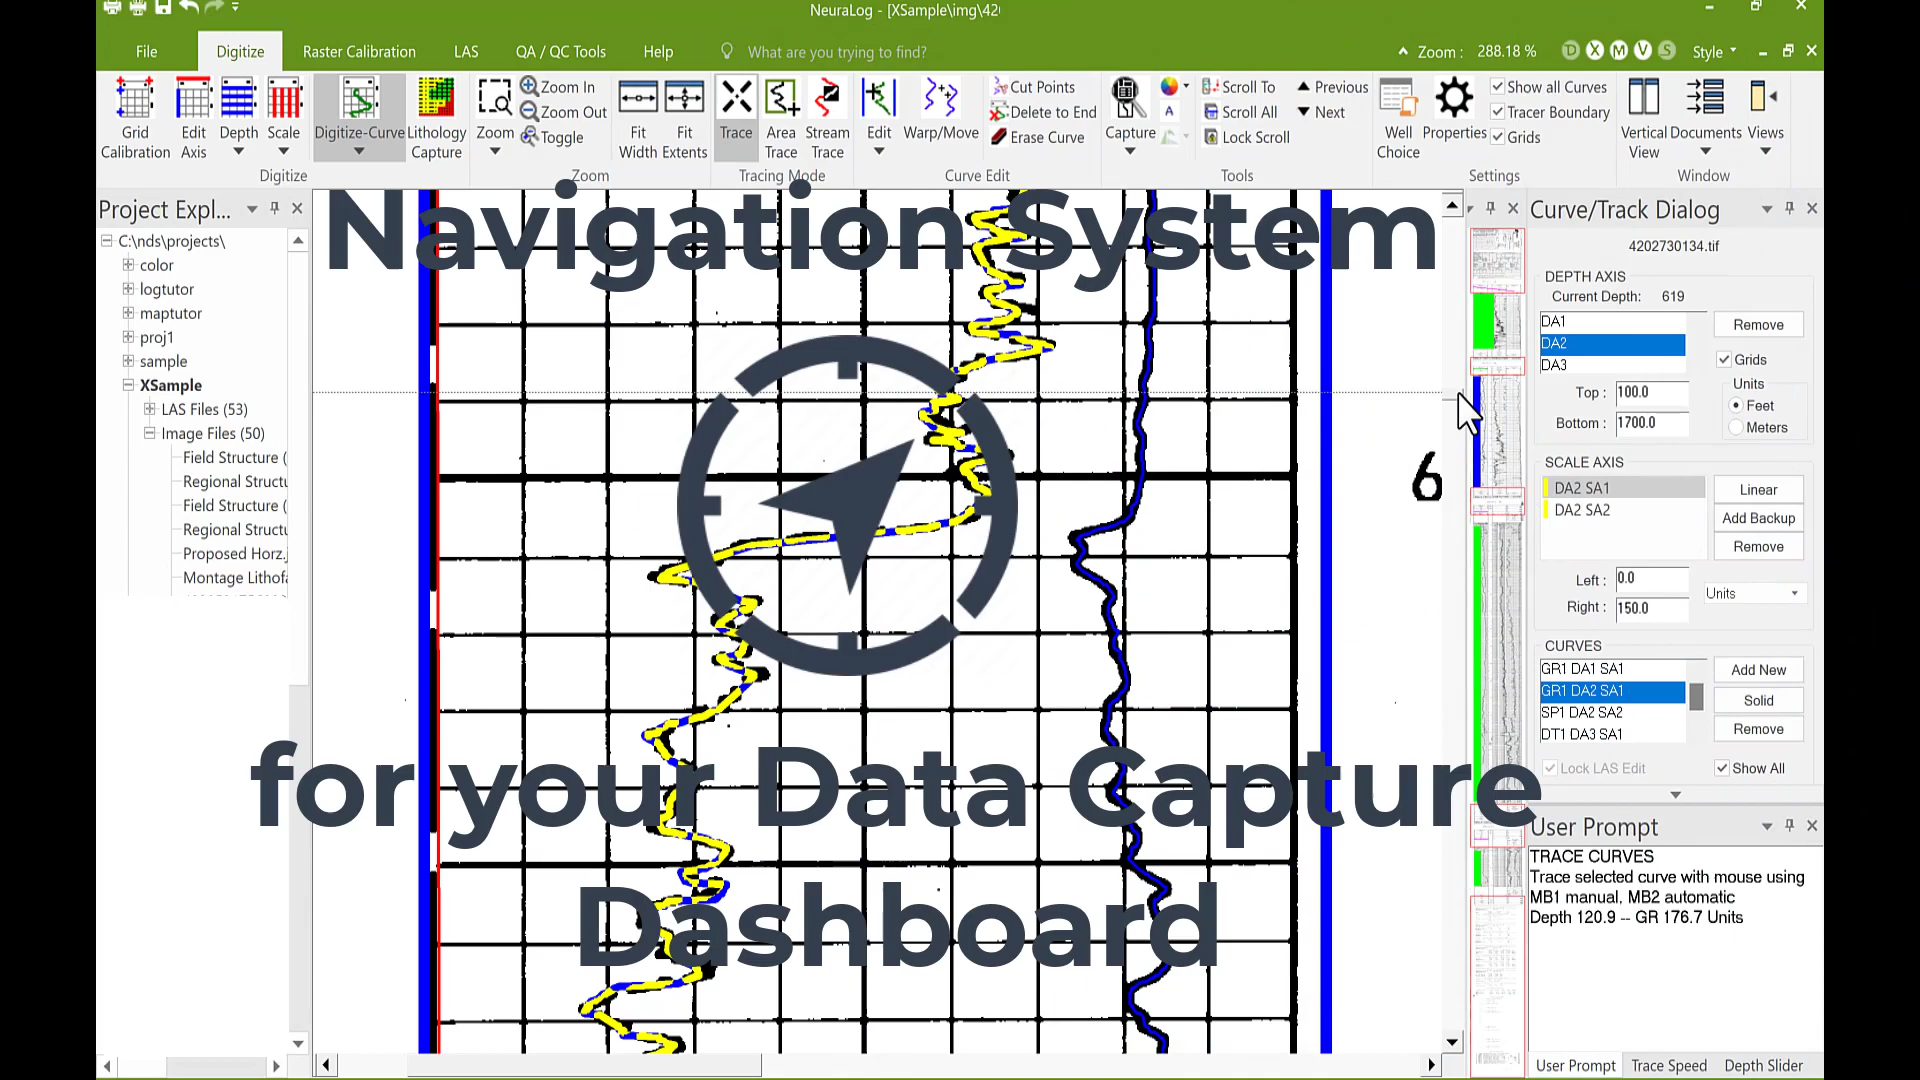 NeuraLog - [XSample\img\42
File Digitize Raster Calibration LAS QA / QC Tools Help What are you trying to find? Zoom : 288.18 % D X M V S Style
Grid Calibration
Edit Axis
Depth
Scale
Digitize-Curve
Lithology Capture
Zoom
Zoom In
Zoom Out
Toggle
Fit Width
Fit Extents
Trace
Area Trace
Stream Trace
Edit
Warp/Move
Cut Points
Delete to End
Erase Curve
Capture
A
Scroll To
Scroll All
Lock Scroll
Previous
Next
Well Choice
Properties
Show all Curves
Tracer Boundary
Grids
Vertical View
Documents
Views
Digitize Zoom Tracing Mode Curve Edit Tools Settings Window
Project Expl...
C:\nds\projects\
color
logtutor
maptutor
proj1
sample
XSample
LAS Files (53)
Image Files (50)
Field Structure (
Regional Structu
Field Structure (
Regional Structu
Proposed Horz.
Montage Lithofa
Navigation System
6
for your Data Capture
Dashboard
Curve/Track Dialog
4202730134.tif
DEPTH AXIS
Current Depth: 619
DA1
DA2
DA3
Remove
Grids
Top : 100.0
Bottom : 1700.0
Units
Feet
Meters
SCALE AXIS
DA2 SA1
DA2 SA2
Linear
Add Backup
Remove
Left : 0.0
Right : 150.0
Units
CURVES
GR1 DA1 SA1
GR1 DA2 SA1
SP1 DA2 SA2
DT1 DA3 SA1
Add New
Solid
Remove
Lock LAS Edit
Show All
User Prompt
TRACE CURVES
Trace selected curve with mouse using
MB1 manual, MB2 automatic
Depth 120.9 -- GR 176.7 Units
User Prompt Trace Speed Depth Slider